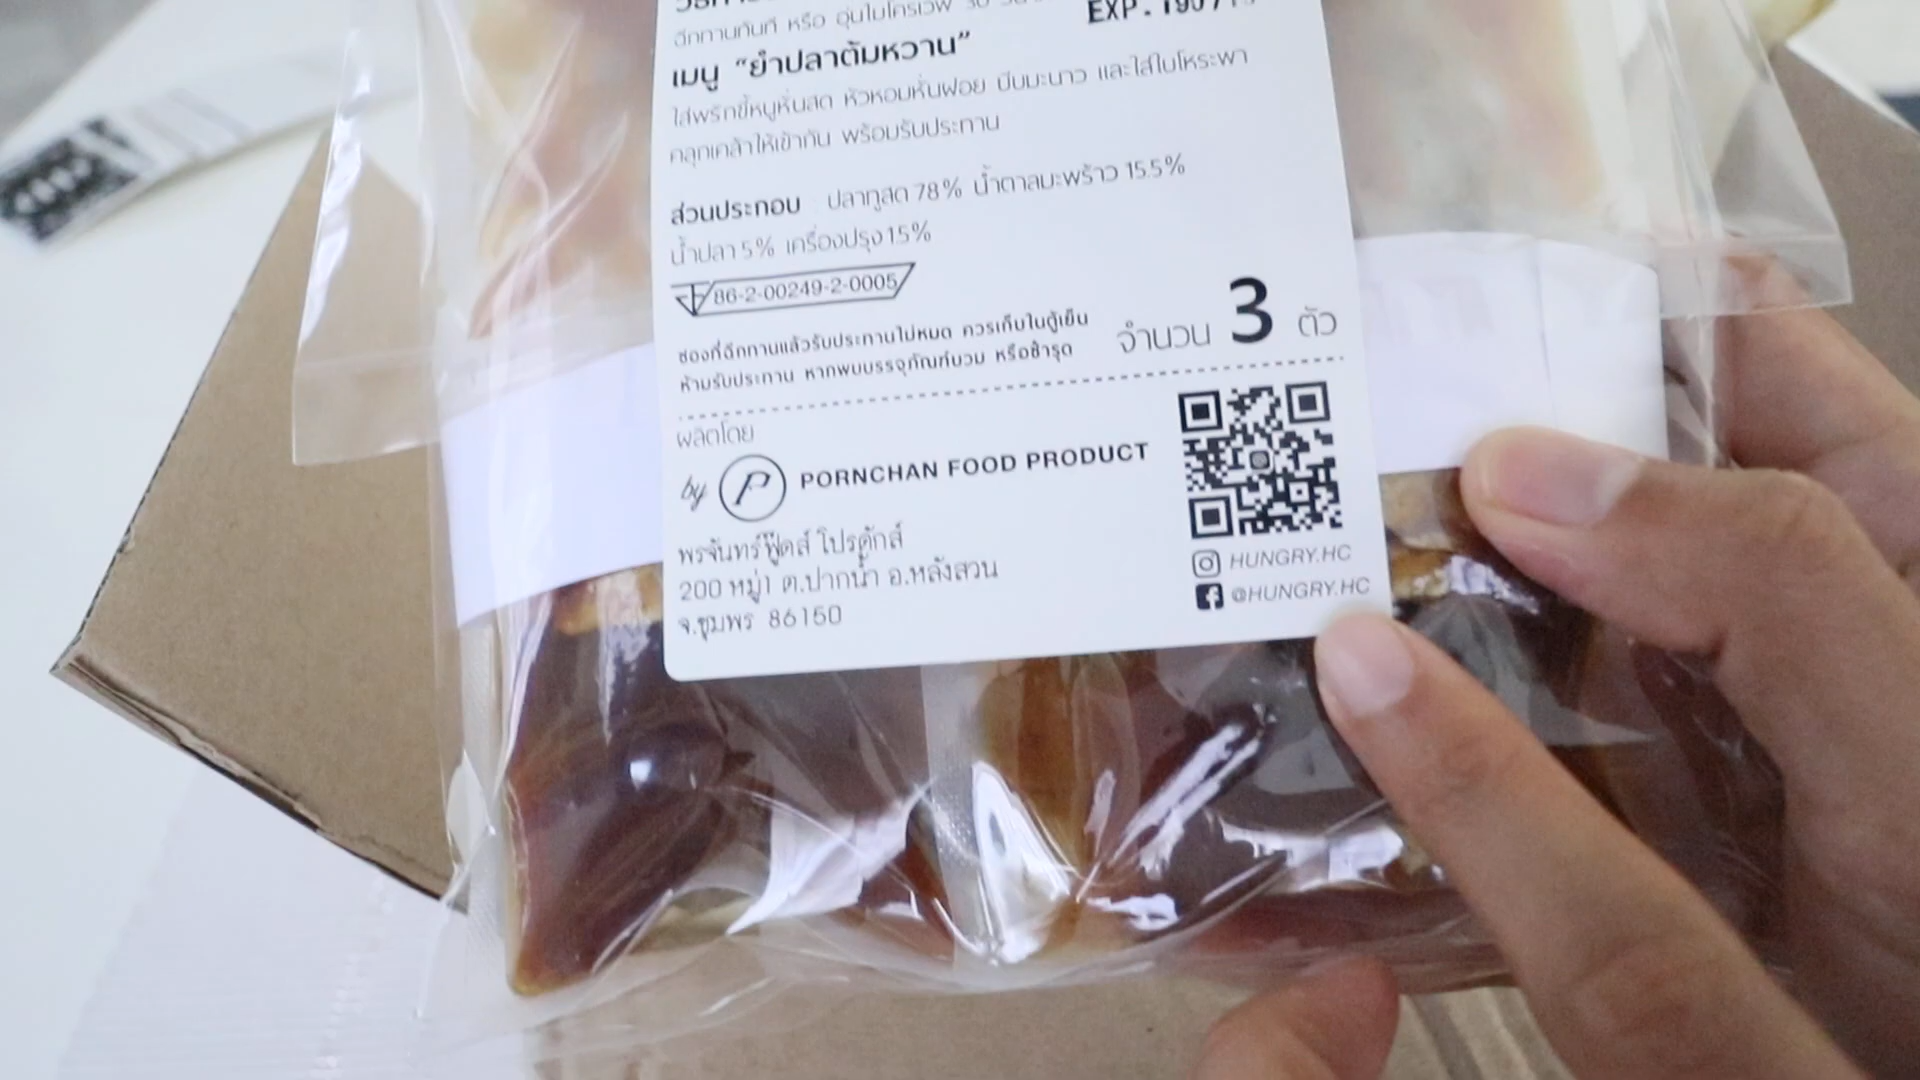 ฉีกทานทันที หรือ อุ่นไมโครเวฟ 30
EXP.
เมนู “ยำปลาต้มหวาน”
ใส่พริกขี้หนูหั่นสด หัวหอมหั่นฝอย บีบมะนาว และใส่ใบโหระพา
คลุกเคล้าให้เข้ากัน พร้อมรับประทาน
ส่วนประกอบ ปลาทูสด 78% น้ำตาลมะพร้าว 15.5%
น้ำปลา 5% เครื่องปรุง 1.5%
86-2-00249-2-0005
ซองที่ฉีกทานแล้วรับประทานไม่หมด ควรเก็บในตู้เย็น
ห้ามรับประทาน หากพบบรรจุภัณฑ์บวม หรือชำรุด
จำนวน 3 ตัว
ผลิตโดย
by P PORNCHAN FOOD PRODUCT
พรจันทร์ฟู๊ดส์ โปรดักส์
200 หมู่1 ต.ปากน้ำ อ.หลังสวน
จ.ชุมพร 86150
HUNGRY.HC
@HUNGRY.HC